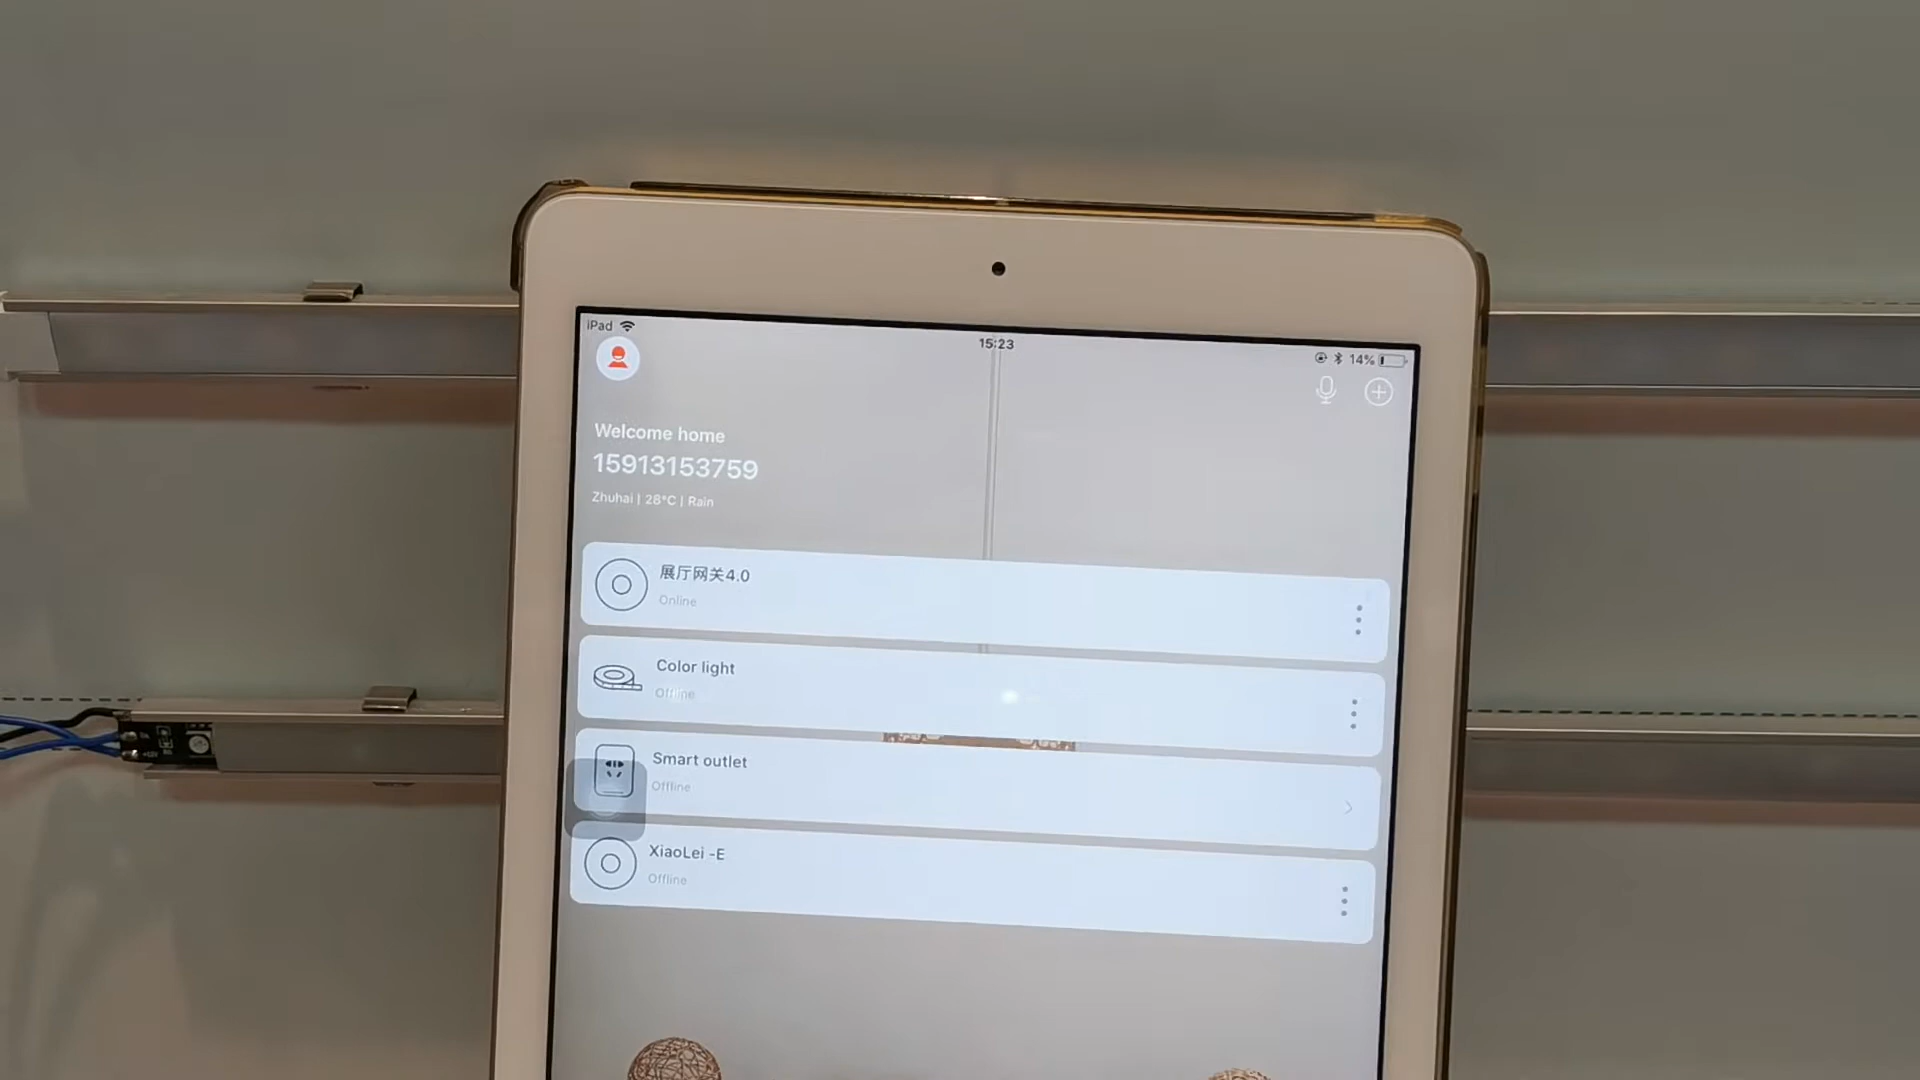 iPad
15:23
14%
Welcome home
15913153759
Zhuhai | 28°C | Rain
展厅网关4.0
Online
Color light
Offline
Smart outlet
Offline
XiaoLei -E
Offline